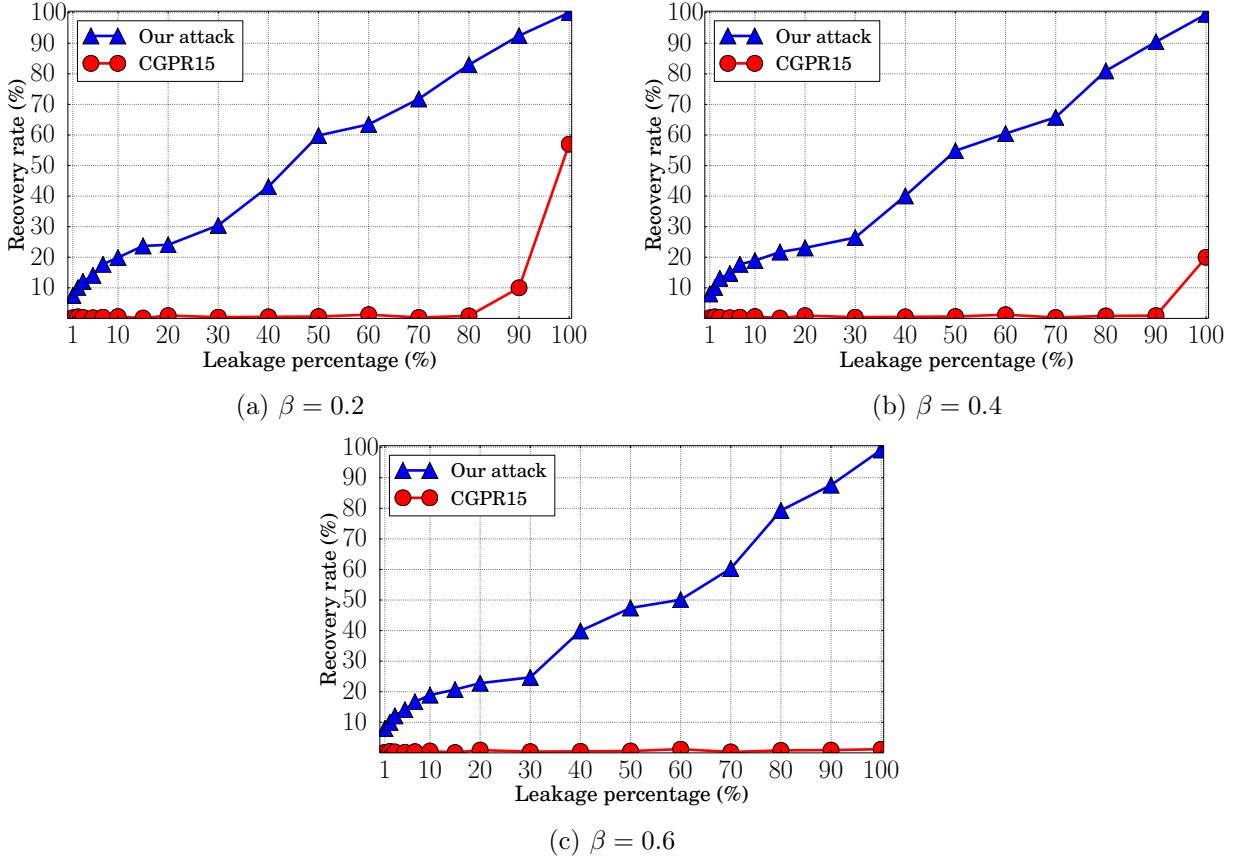 100
90
80
70
60
50
40
30
20
10
Recovery rate (%)
Our attack
CGPR15
1 10 20 30 40 50 60 70 80 90 100
Leakage percentage (%)
(a) β = 0.2
100
90
80
70
60
50
40
30
20
10
Recovery rate (%)
Our attack
CGPR15
1 10 20 30 40 50 60 70 80 90 100
Leakage percentage (%)
(b) β = 0.4
100
90
80
70
60
50
40
30
20
10
Recovery rate (%)
Our attack
CGPR15
1 10 20 30 40 50 60 70 80 90 100
Leakage percentage (%)
(c) β = 0.6